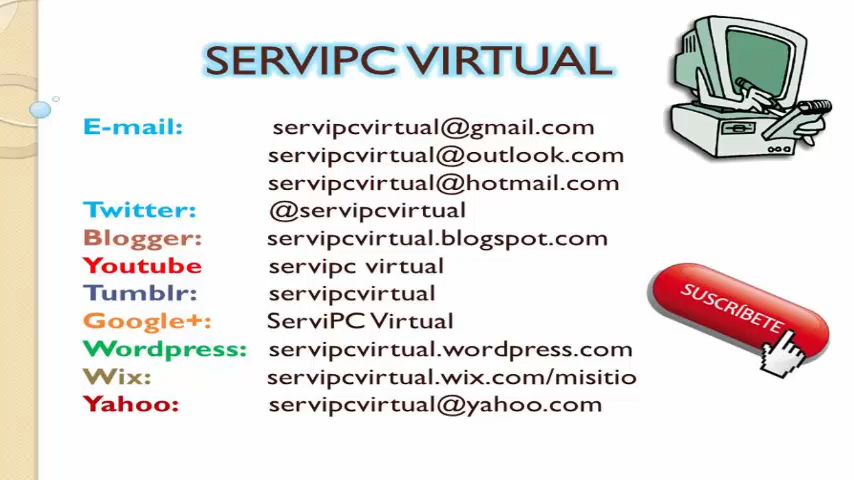 SERVIPC VIRTUAL
E-mail: servipcvirtual@gmail.com
servipcvirtual@outlook.com
servipcvirtual@hotmail.com
Twitter: @servipcvirtual
Blogger: servipcvirtual.blogspot.com
Youtube servipc virtual
Tumblr: servipcvirtual
Google+: ServiPC Virtual
Wordpress: servipcvirtual.wordpress.com
Wix: servipcvirtual.wix.com/misitio
Yahoo: servipcvirtual@yahoo.com
SUSCRÍBETE